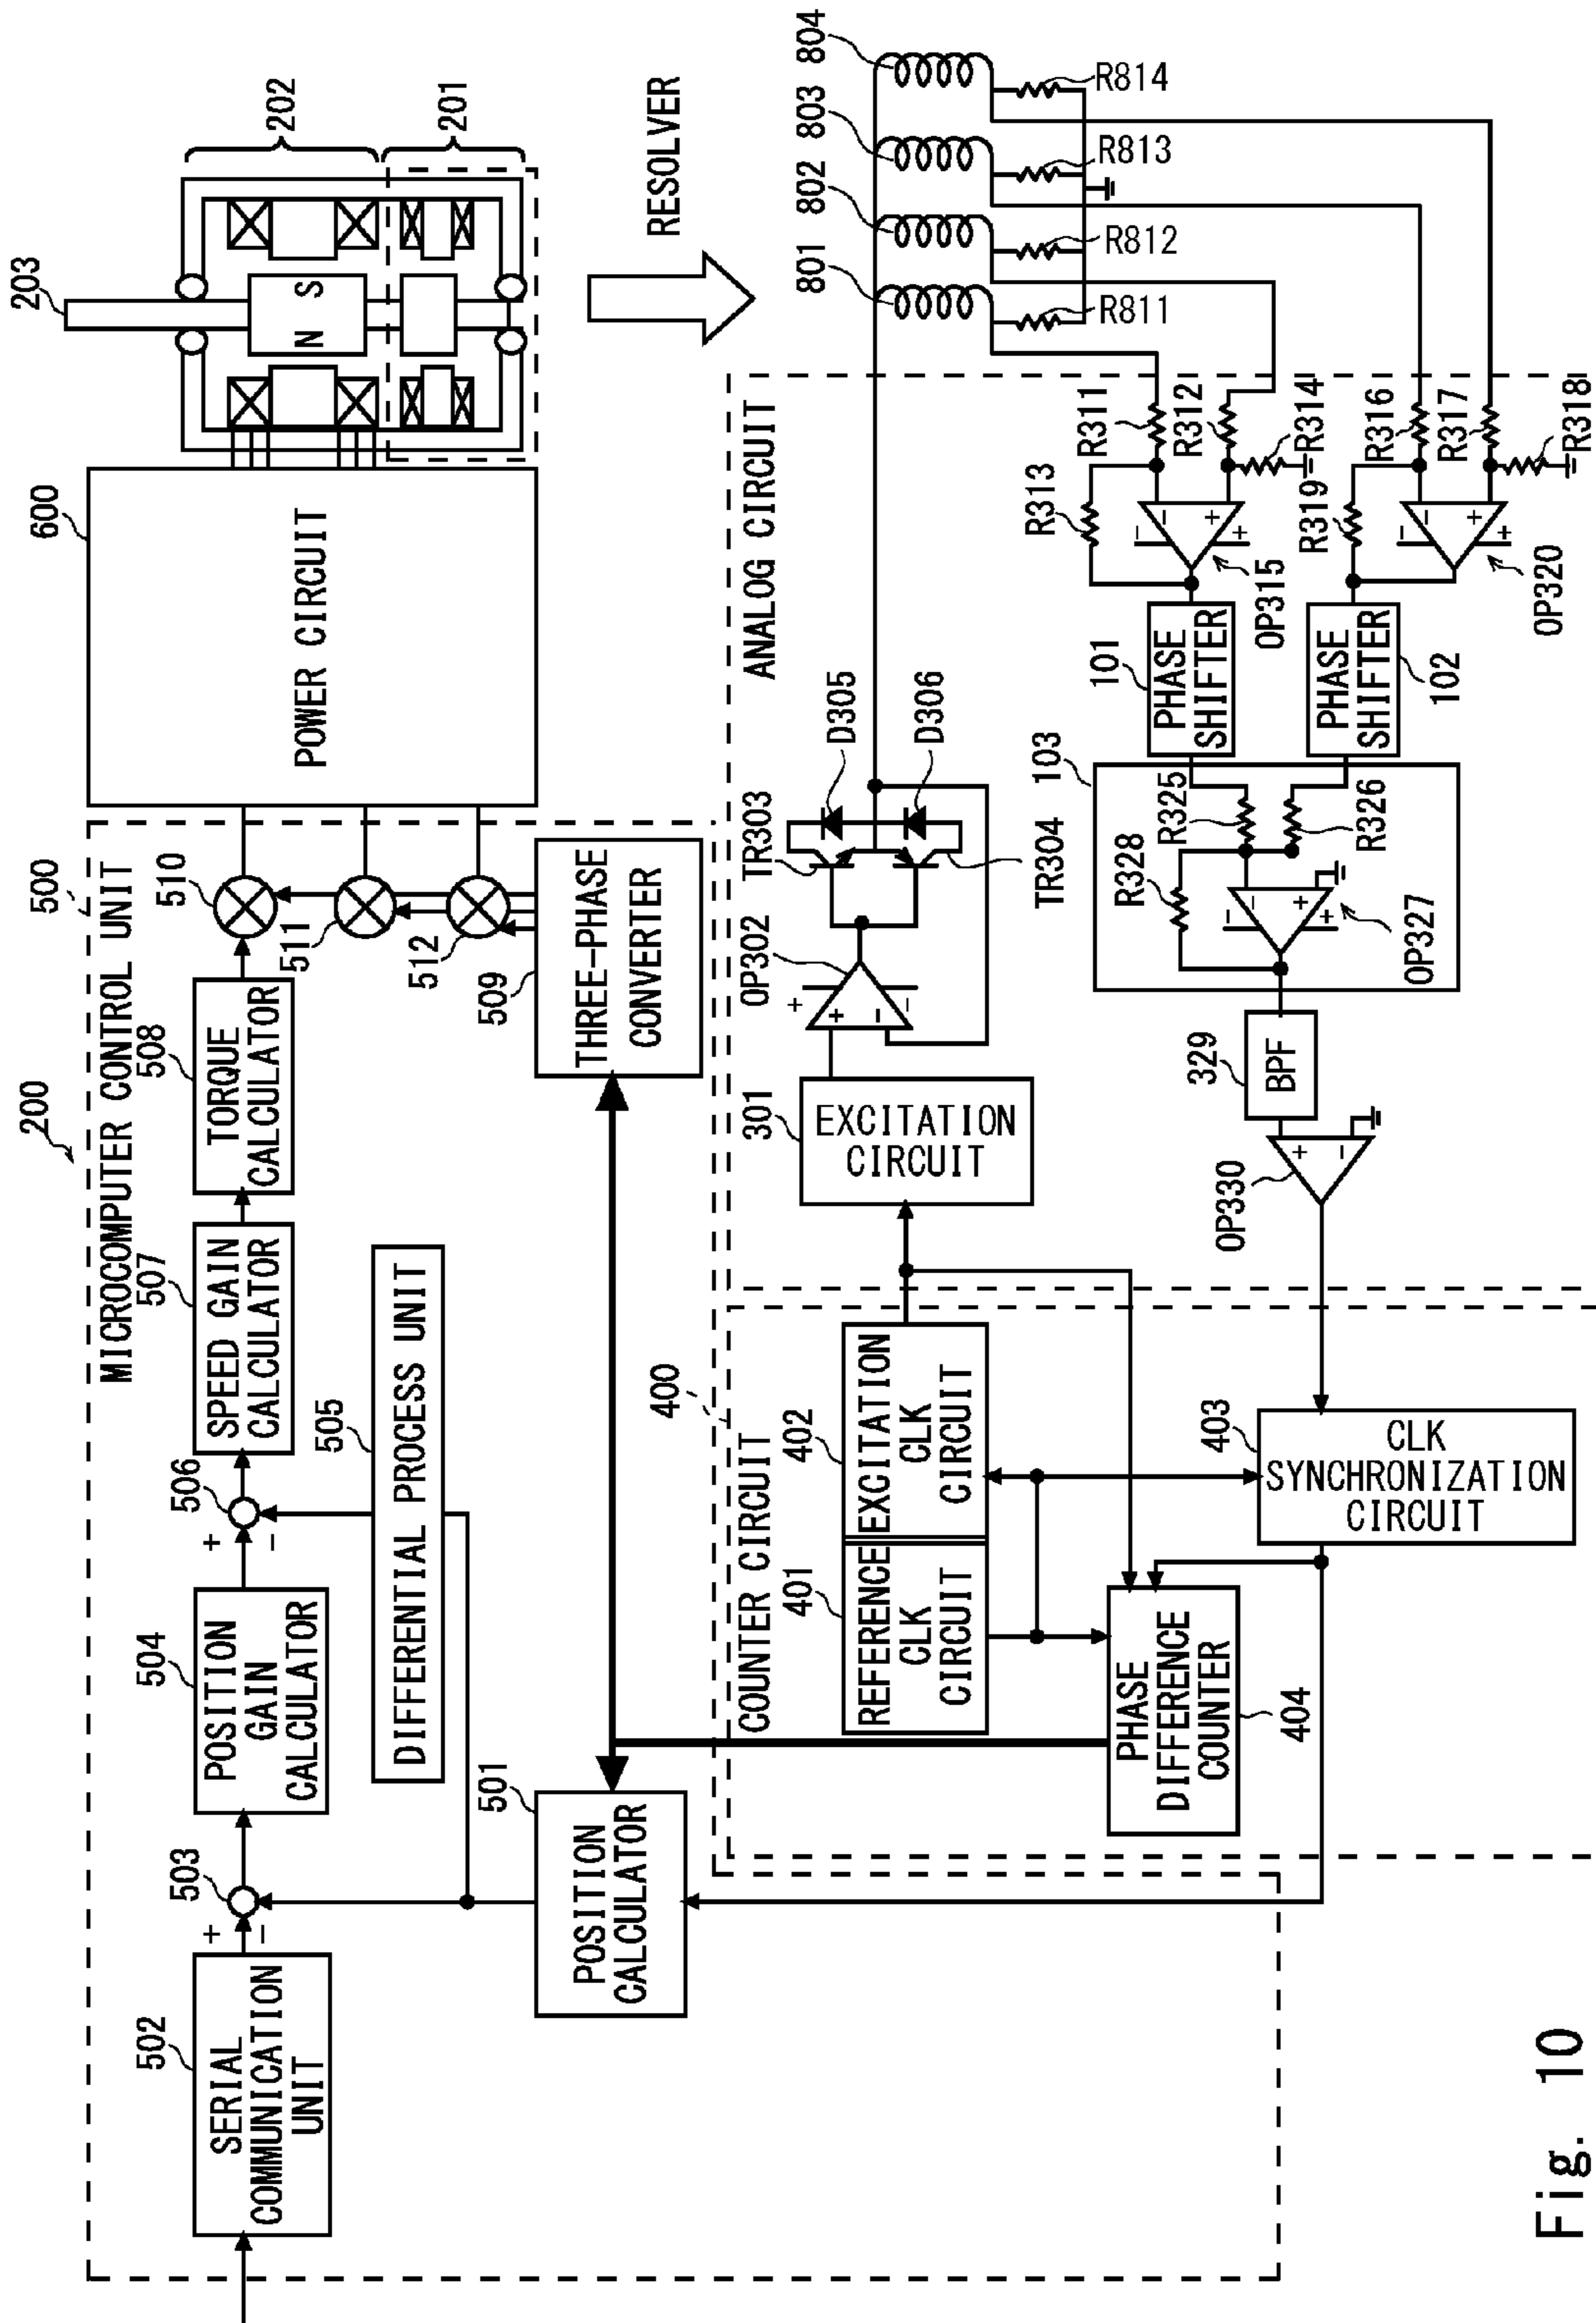 200
MICROCOMPUTER CONTROL UNIT
500
502
SERIAL
COMMUNICATION
UNIT
503
+
-
504
POSITION
GAIN
CALCULATOR
506
+
-
507
SPEED GAIN
CALCULATOR
508
TORQUE
CALCULATOR
510
511
512
505
DIFFERENTIAL PROCESS UNIT
501
POSITION
CALCULATOR
509
THREE-PHASE
CONVERTER
600
POWER CIRCUIT
203
N
S
202
201
RESOLVER
400
COUNTER CIRCUIT
401
REFERENCE
CLK
CIRCUIT
402
EXCITATION
CLK
CIRCUIT
PHASE
DIFFERENCE
COUNTER
404
403
CLK
SYNCHRONIZATION
CIRCUIT
ANALOG CIRCUIT
301
EXCITATION
CIRCUIT
OP302
+
+
-
-
TR303
D305
D306
TR304
801
802
803
804
R811
R812
R813
R814
R311
R312
R313
R314
-
-
+
+
OP315
R316
R317
R318
R319
-
-
+
+
OP320
101
PHASE
SHIFTER
PHASE
SHIFTER
102
103
R325
R326
R328
-
-
+
+
OP327
329
BPF
OP330
+
-
Fig. 10